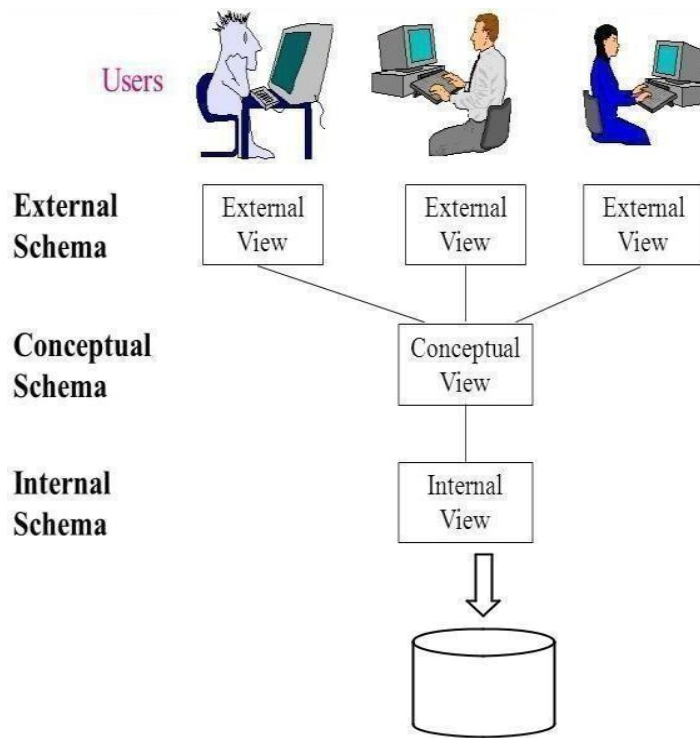 Users
External
Schema
External
View
External
View
External
View
Conceptual
Schema
Conceptual
View
Internal
Schema
Internal
View